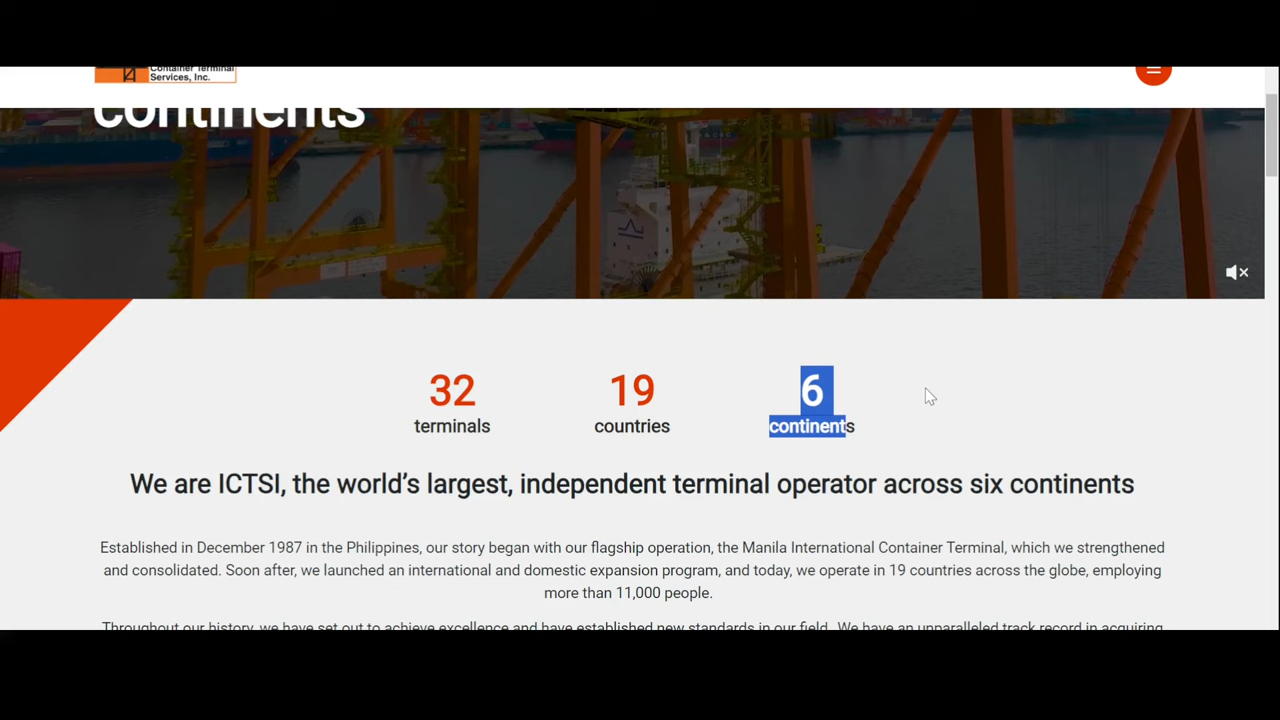 Container Terminal
Services, Inc.
continents
32
terminals
19
countries
6
continents
We are ICTSI, the world's largest, independent terminal operator across six continents
Established in December 1987 in the Philippines, our story began with our flagship operation, the Manila International Container Terminal, which we strengthened
and consolidated. Soon after, we launched an international and domestic expansion program, and today, we operate in 19 countries across the globe, employing
more than 11,000 people.
Throughout our history, we have set out to achieve excellence and have established new standards in our field. We have an unparalleled track record in acquiring